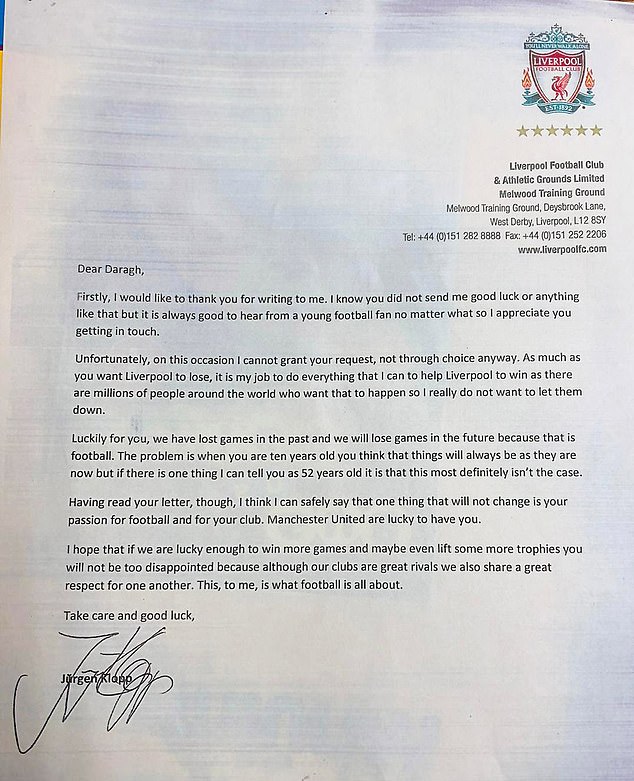 YOU'LL NEVER WALK ALONE
LIVERPOOL
FOOTBALL CLUB
EST·1892
Liverpool Football Club
& Athletic Grounds Limited
Melwood Training Ground
Melwood Training Ground, Deysbrook Lane,
West Derby, Liverpool, L12 8SY
Tel: +44 (0)151 282 8888 Fax: +44 (0)151 252 2206
www.liverpoolfc.com
Dear Daragh,
Firstly, I would like to thank you for writing to me. I know you did not send me good luck or anything
like that but it is always good to hear from a young football fan no matter what so I appreciate you
getting in touch.
Unfortunately, on this occasion I cannot grant your request, not through choice anyway. As much as
you want Liverpool to lose, it is my job to do everything that I can to help Liverpool to win as there
are millions of people around the world who want that to happen so I really do not want to let them
down.
Luckily for you, we have lost games in the past and we will lose games in the future because that is
football. The problem is when you are ten years old you think that things will always be as they are
now but if there is one thing I can tell you as 52 years old it is that this most definitely isn't the case.
Having read your letter, though, I think I can safely say that one thing that will not change is your
passion for football and for your club. Manchester United are lucky to have you.
I hope that if we are lucky enough to win more games and maybe even lift some more trophies you
will not be too disappointed because although our clubs are great rivals we also share a great
respect for one another. This, to me, is what football is all about.
Take care and good luck,
Jürgen Klopp